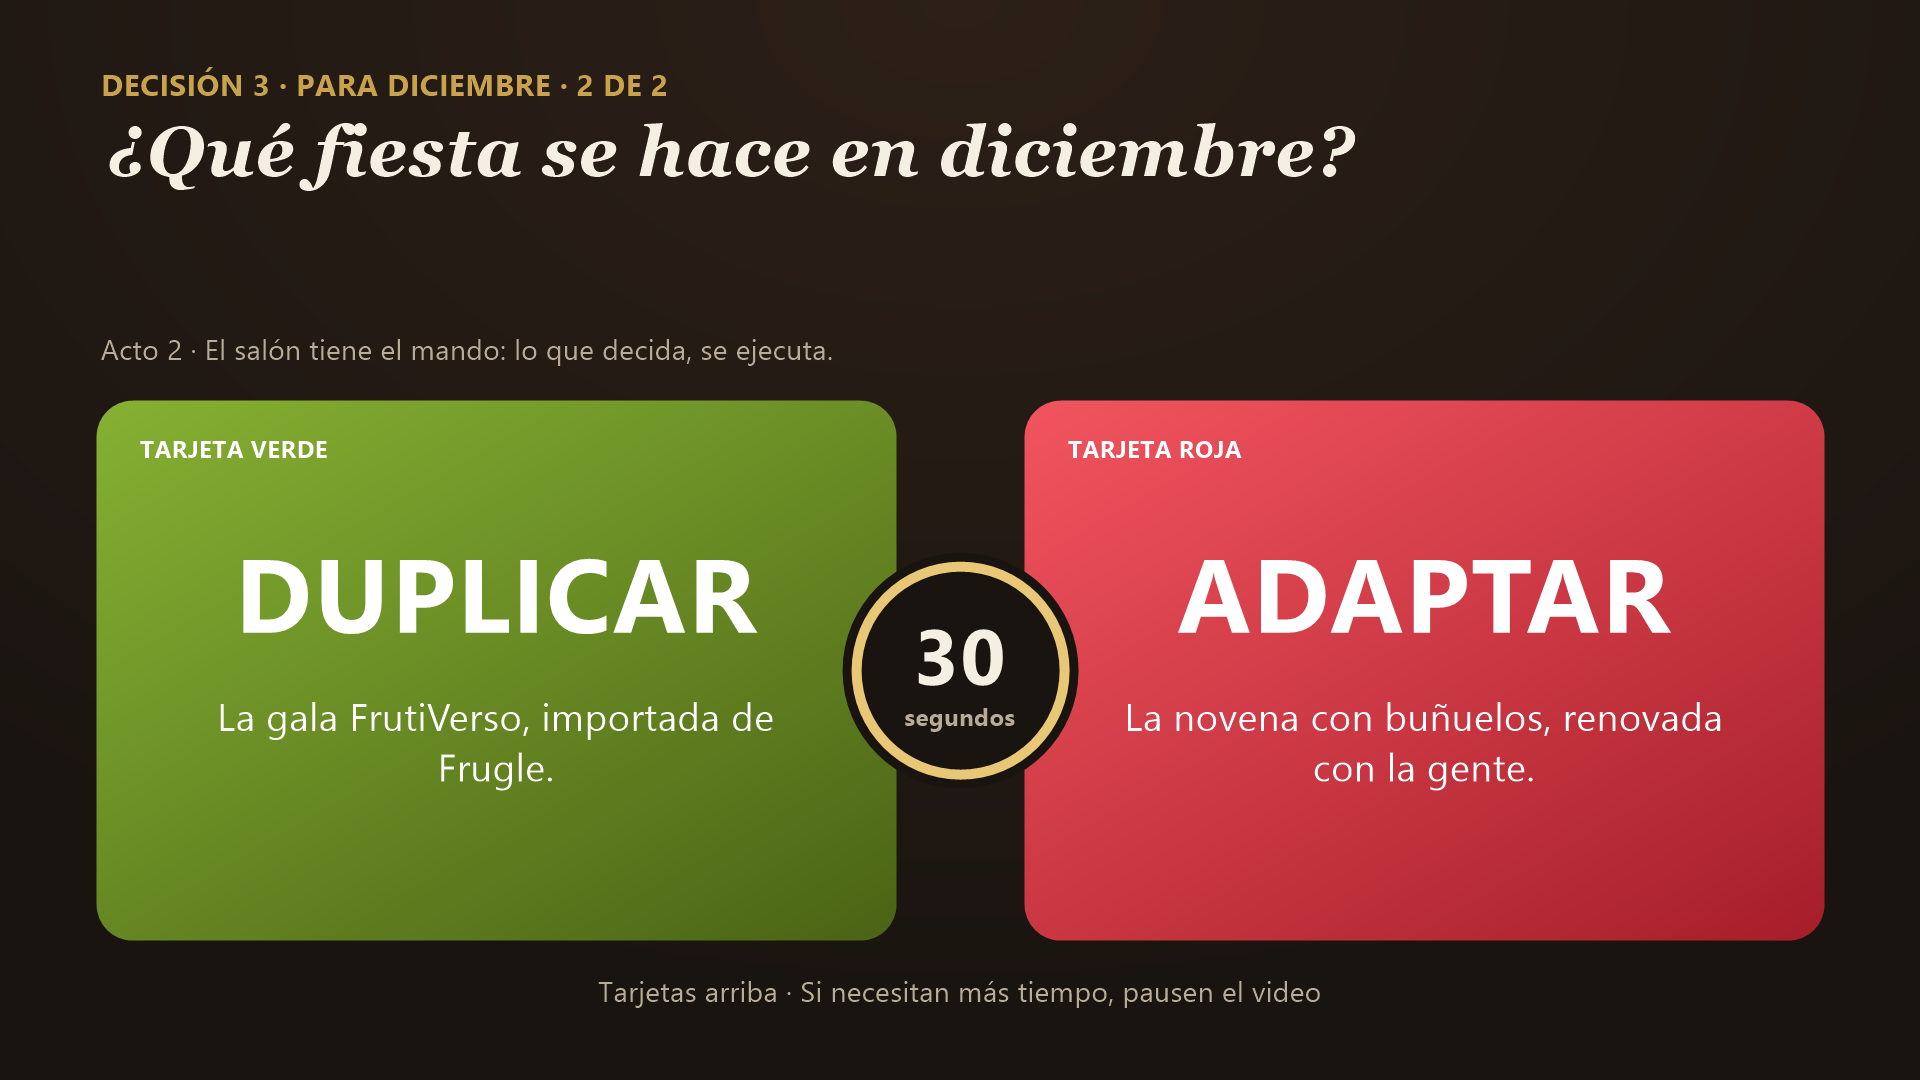 DECISIÓN 3 · PARA DICIEMBRE · 2 DE 2
¿Qué fiesta se hace en diciembre?
Acto 2 · El salón tiene el mando: lo que decida, se ejecuta.
TARJETA VERDE
DUPLICAR
La gala FrutiVerso, importada de
Frugle.
30
segundos
TARJETA ROJA
ADAPTAR
La novena con buñuelos, renovada
con la gente.
Tarjetas arriba · Si necesitan más tiempo, pausen el video